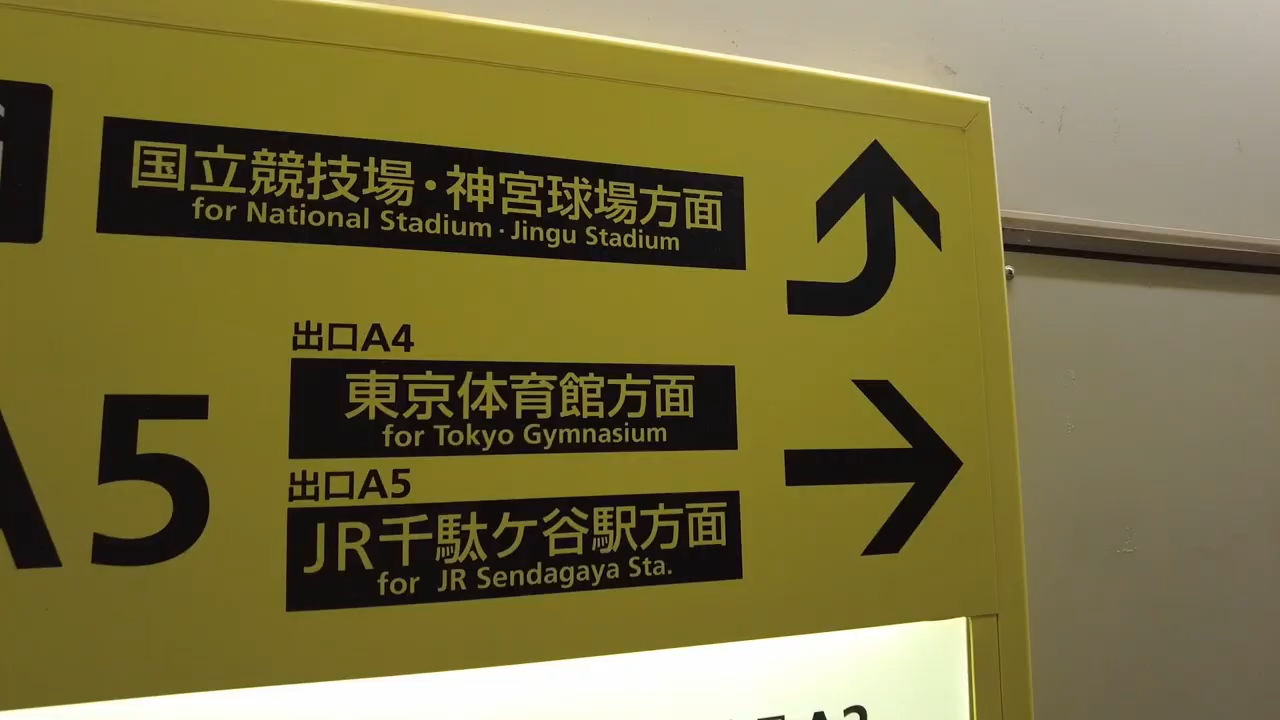 国立競技場・神宮球場方面
for National Stadium · Jingu Stadium
出口A4
東京体育館方面
for Tokyo Gymnasium
A5
出口A5
JR千駄ケ谷駅方面
for JR Sendagaya Sta.